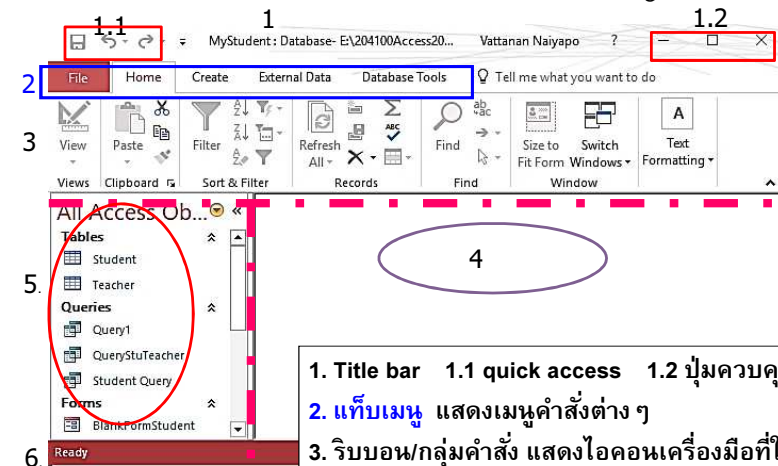 1.1 1 1.2
MyStudent : Database- E:\204100Access20... Vattanan Naiyapo ?
2 File Home Create External Data Database Tools Tell me what you want to do
3 View Paste Filter Refresh All Find Size to Fit Form Switch Windows Text Formatting
Views Clipboard Sort & Filter Records Find Window
All Access Ob...
4
Tables
Student
5. Teacher
Queries
Query1
QueryStuTeacher
Student Query
Forms
BlankFormStudent
6. Ready
1. Title bar 1.1 quick access 1.2 ปุ่มควบคุ
2. แท็บเมนู แสดงเมนูคำสั่งต่าง ๆ
3. ริบบอน/กลุ่มคำสั่ง แสดงไอคอนเครื่องมือที่ใ